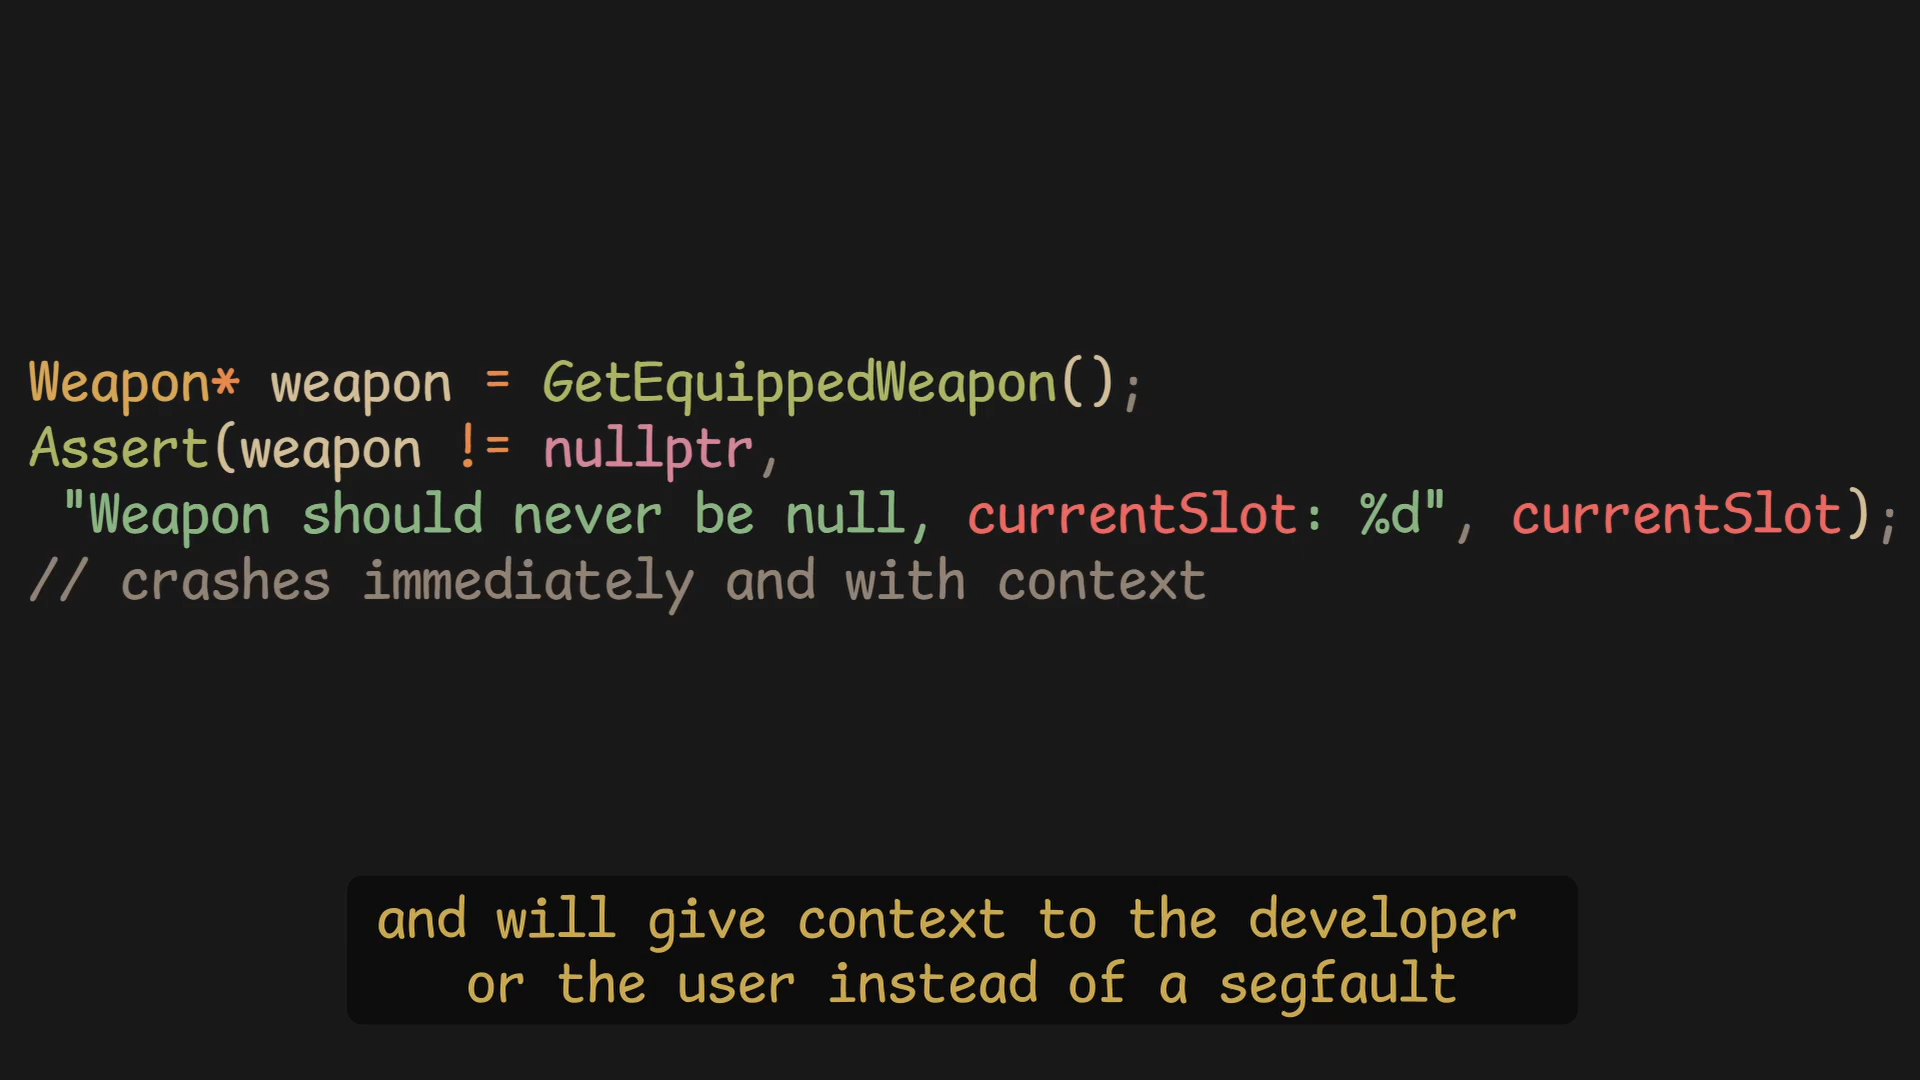 Weapon* weapon = GetEquippedWeapon();
Assert(weapon != nullptr,
 "Weapon should never be null, currentSlot: %d", currentSlot);
// crashes immediately and with context
and will give context to the developer
or the user instead of a segfault